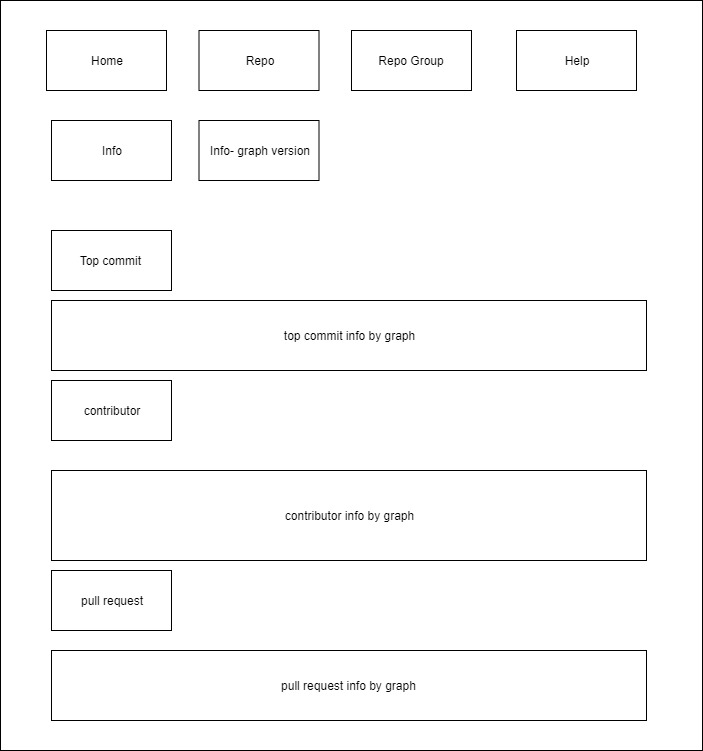 Home
Repo
Repo Group
Help
Info
Info- graph version
Top commit
top commit info by graph
contributor
contributor info by graph
pull request
pull request info by graph